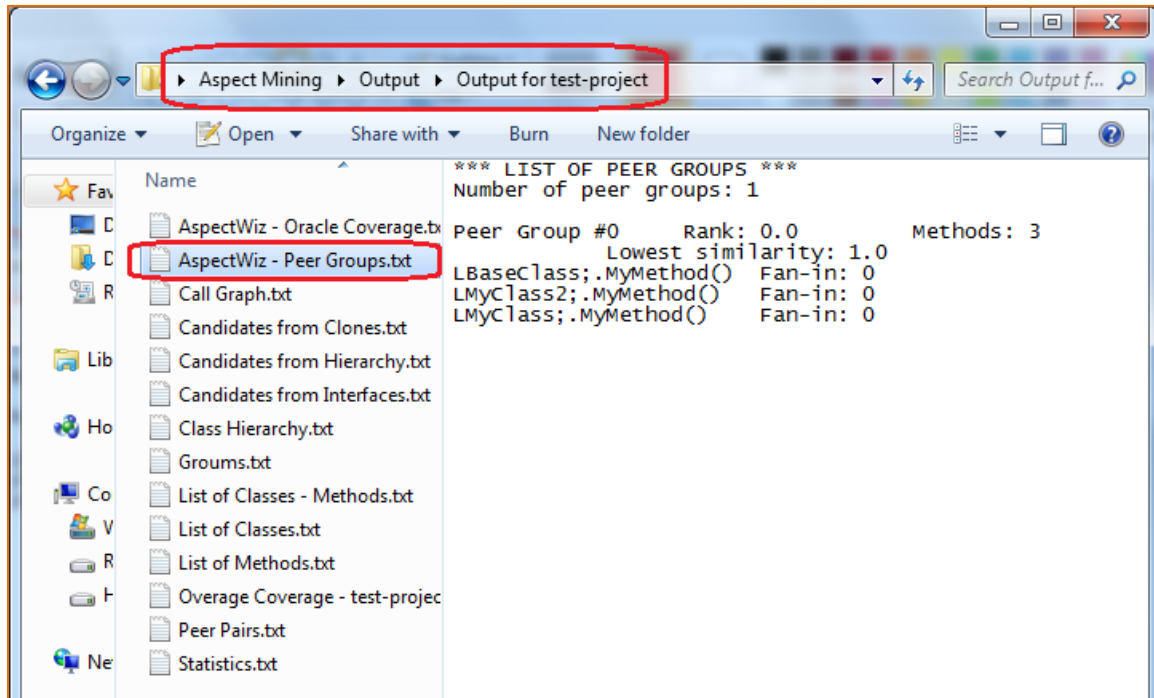 Aspect Mining Output Output for test-project
Search Output f...
Organize Open Share with Burn New folder
Name
AspectWiz - Oracle Coverage.tx
AspectWiz - Peer Groups.txt
Call Graph.txt
Candidates from Clones.txt
Candidates from Hierarchy.txt
Candidates from Interfaces.txt
Class Hierarchy.txt
Groums.txt
List of Classes - Methods.txt
List of Classes.txt
List of Methods.txt
Overage Coverage - test-projec
Peer Pairs.txt
Statistics.txt
Fav
D
D
R
Lib
Ho
Co
W
R
H
Ne
*** LIST OF PEER GROUPS ***
Number of peer groups: 1
Peer Group #0 Rank: 0.0 Methods: 3
Lowest similarity: 1.0
LBaseClass;.MyMethod() Fan-in: 0
LMyClass2;.MyMethod() Fan-in: 0
LMyClass;.MyMethod() Fan-in: 0